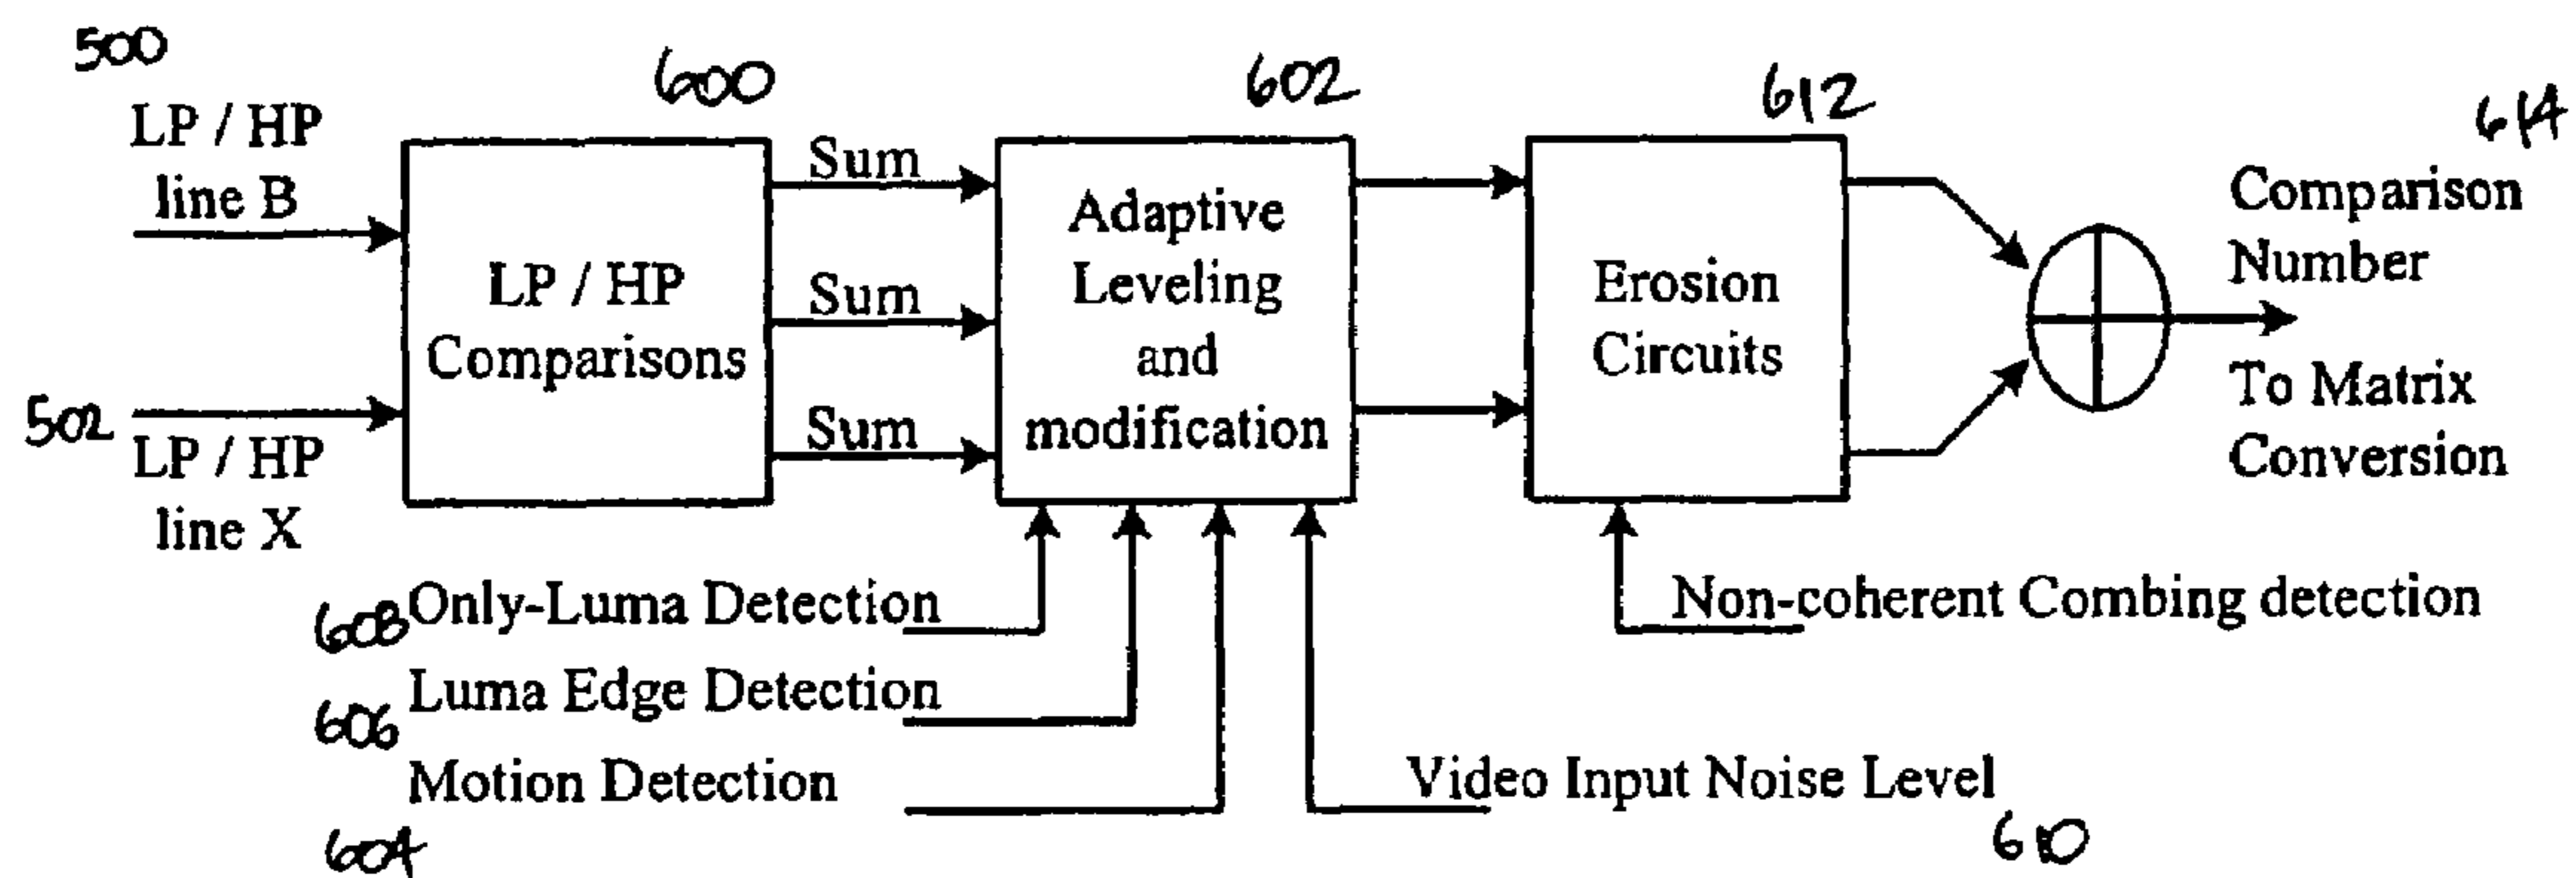 500
LP / HP
line B
502
LP / HP
line X
600
LP / HP
Comparisons
Sum
Sum
Sum
602
Adaptive
Leveling
and
modification
612
Erosion
Circuits
614
Comparison
Number
To Matrix
Conversion
608 Only-Luma Detection
606 Luma Edge Detection
604 Motion Detection
Video Input Noise Level
610
Non-coherent Combing detection